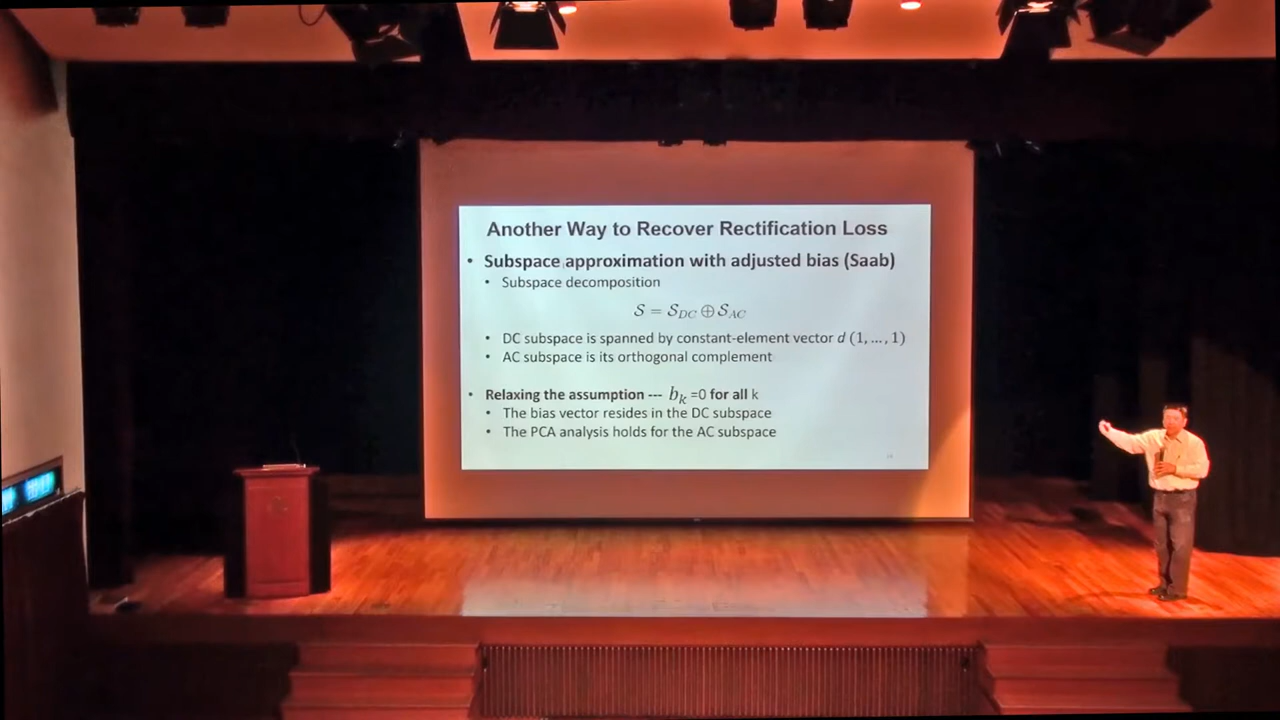 Another Way to Recover Rectification Loss
• Subspace approximation with adjusted bias (Saab)
• Subspace decomposition
𝒮 = 𝒮_DC ⊕ 𝒮_AC
• DC subspace is spanned by constant-element vector d (1, ..., 1)
• AC subspace is its orthogonal complement
• Relaxing the assumption --- b_k =0 for all k
• The bias vector resides in the DC subspace
• The PCA analysis holds for the AC subspace